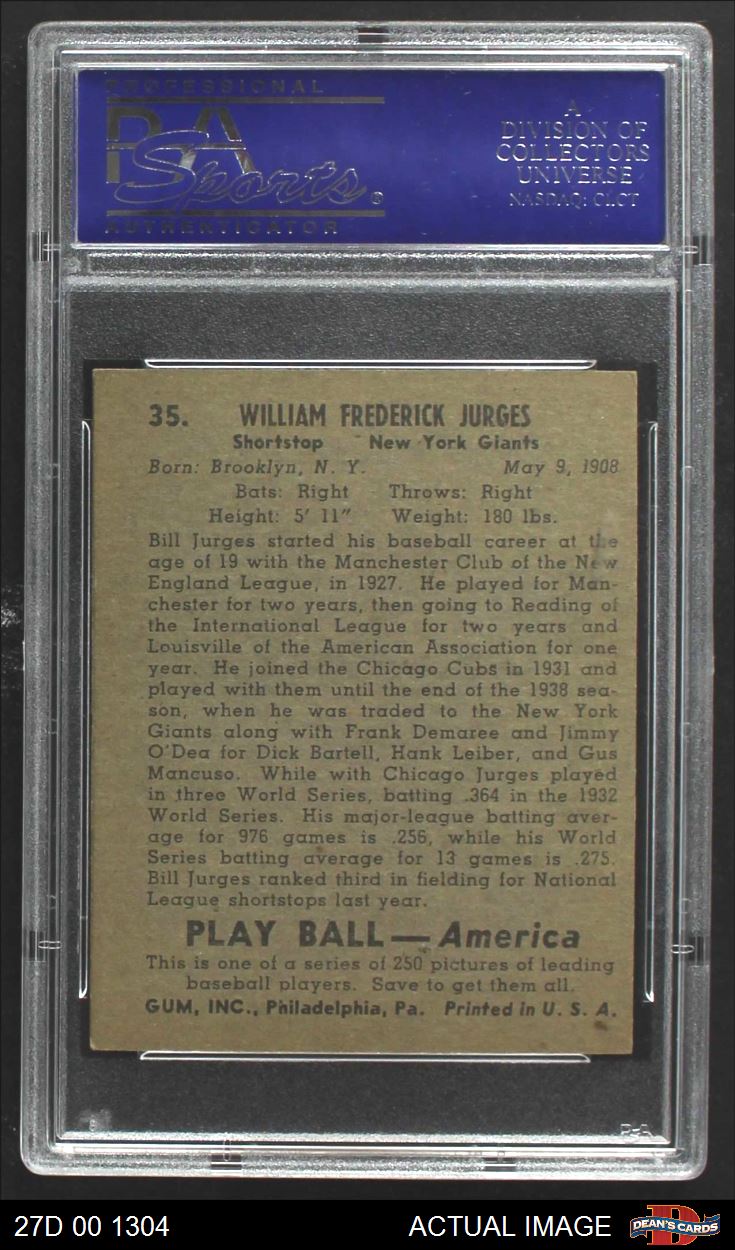 PROFESSIONAL
PSA
Sports®
AUTHENTICATOR
A
DIVISION OF
COLLECTORS
UNIVERSE
NASDAQ: CLCT
35. WILLIAM FREDERICK JURGES
Shortstop New York Giants
Born: Brooklyn, N. Y. May 9, 1908
Bats: Right Throws: Right
Height: 5' 11" Weight: 180 lbs.
Bill Jurges started his baseball career at the
age of 19 with the Manchester Club of the New
England League, in 1927. He played for Man-
chester for two years, then going to Reading of
the International League for two years and
Louisville of the American Association for one
year. He joined the Chicago Cubs in 1931 and
played with them until the end of the 1938 sea-
son, when he was traded to the New York
Giants along with Frank Demaree and Jimmy
O'Dea for Dick Bartell, Hank Leiber, and Gus
Mancuso. While with Chicago Jurges played
in three World Series, batting .364 in the 1932
World Series. His major-league batting aver-
age for 976 games is .256, while his World
Series batting average for 13 games is .275.
Bill Jurges ranked third in fielding for National
League shortstops last year.
PLAY BALL—America
This is one of a series of 250 pictures of leading
baseball players. Save to get them all.
GUM, INC., Philadelphia, Pa. Printed in U. S. A.
PSA
27D 00 1304 ACTUAL IMAGE DEAN'S CARDS